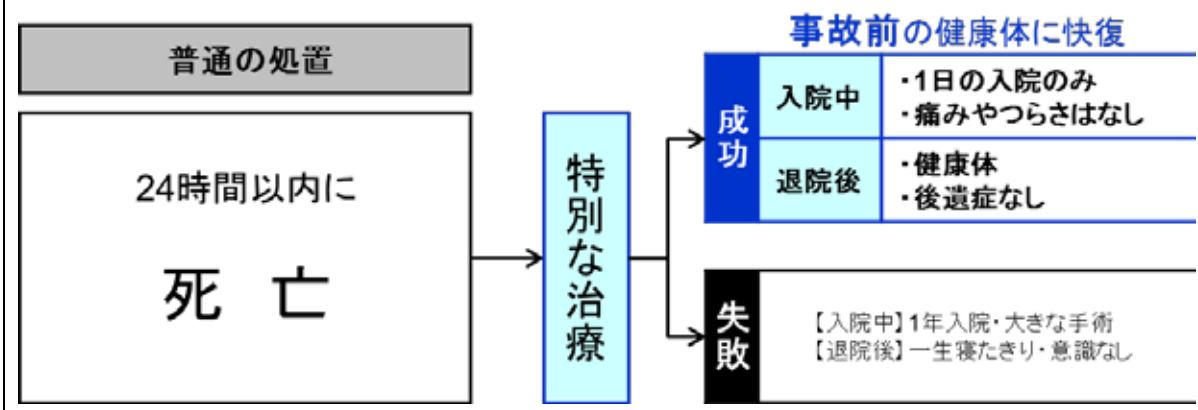 普通の処置
24時間以内に
死 亡
特別な治療
事故前の健康体に快復
成功
入院中
・1日の入院のみ
・痛みやつらさはなし
退院後
・健康体
・後遺症なし
失敗
【入院中】1年入院・大きな手術
【退院後】一生寝たきり・意識なし